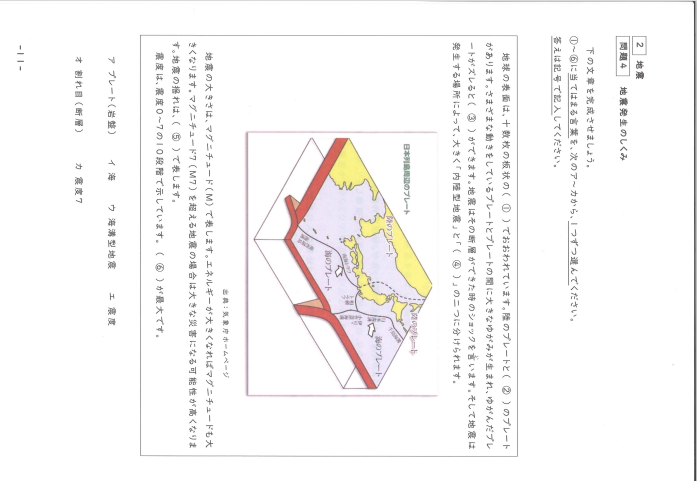 2 地震
問題4 地震発生のしくみ
下の文章を完成させましょう。
①~⑥に当てはまる言葉を、次のア~カから、1つずつ選んでください。
答えは記号で記入してください。
地球の表面は、十数枚の板状の( ① )でおおわれています。陸のプレートと( ② )のプレート
があります。さまざまな動きをしているプレートとプレートの間に大きなゆがみが生まれ、ゆがんだプレ
ートがズレると( ③ )ができます。地震はその断層ができた時のショックを言います。そして地震は
発生する場所によって、大きく「内陸型地震」と「( ④ )」の二つに分けられます。
日本列島周辺のプレート
陸のプレート
陸のプレート
海のプレート
海のプレート
出典:気象庁ホームページ
地震の大きさは、マグニチュード(M)で表します。エネルギーが大きくなればマグニチュードも大
きくなります。マグニチュード7(M7)を超える地震の場合は大きな災害になる可能性が高くなりま
す。地震の揺れは、( ⑤ )で表します。
震度は、震度0~7の10段階で示しています。( ⑥ )が最大です。
ア プレート(岩盤) イ 海 ウ 海溝型地震 エ 震度
オ 割れ目(断層) カ 震度7
-11-